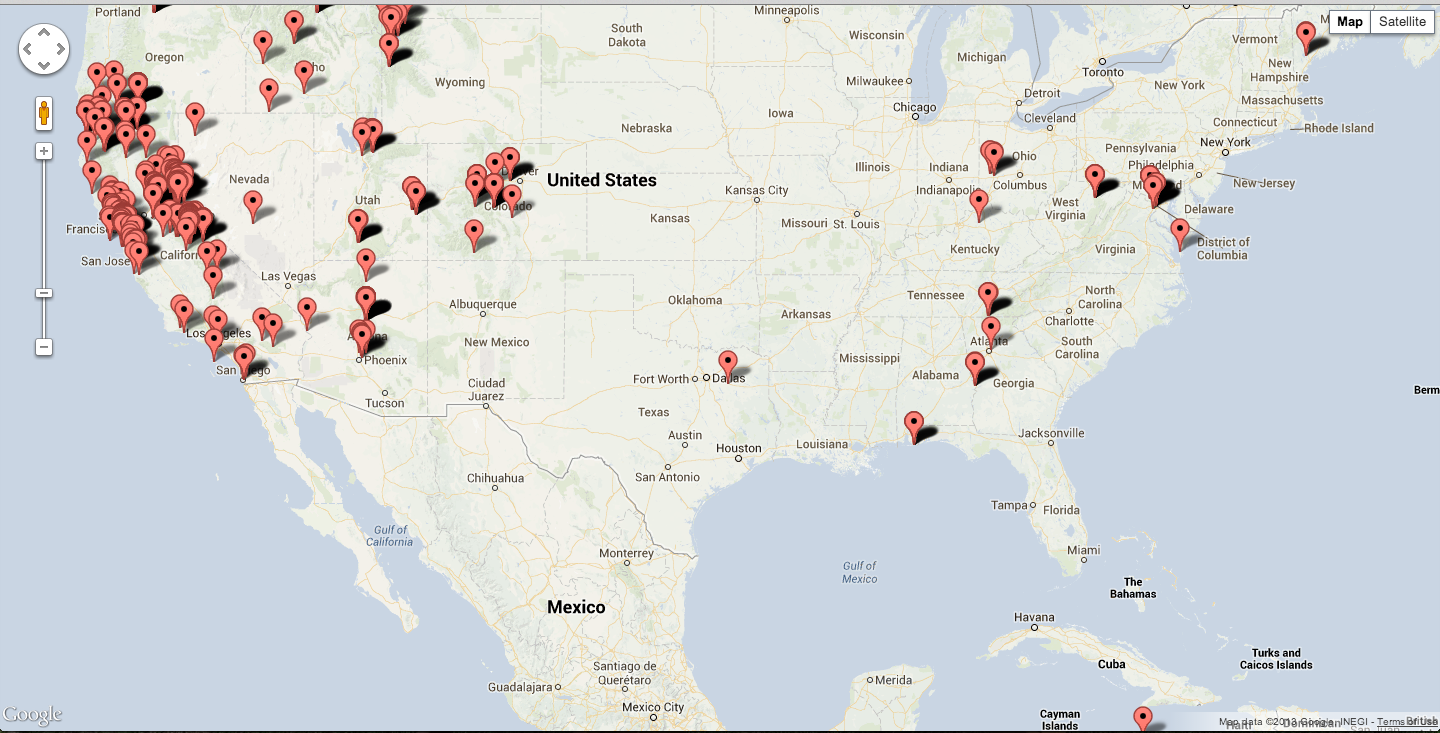 Portland
Minneapolis
Map
Satellite
Oregon
South
Dakota
Wisconsin
Michigan
Vermont
Toronto
New
Hampshire
Wyoming
Milwaukee
Detroit
New York
Massachusetts
Chicago
Iowa
Cleveland
Connecticut
Rhode Island
Nebraska
New York
Pennsylvania
Philadelphia
Illinois
Indiana
Ohio
Indianapolis
Columbus
New Jersey
Nevada
United States
Kansas City
Utah
Colorado
West
Virginia
Delaware
Kansas
Missouri
St. Louis
Kentucky
Virginia
District of
Columbia
San Jose
Las Vegas
Albuquerque
Oklahoma
Tennessee
North
Carolina
Arkansas
Charlotte
Los Angeles
New Mexico
Atlanta
South
Carolina
Phoenix
Mississippi
San Diego
Fort Worth
Dallas
Alabama
Georgia
Ciudad
Juarez
Tucson
Texas
Berm
Austin
Houston
Louisiana
Jacksonville
San Antonio
Chihuahua
Tampa
Florida
Gulf of
California
Monterrey
Miami
Gulf of
Mexico
The
Bahamas
Mexico
Havana
Santiago de
Querétaro
Cuba
Turks and
Caicos Islands
Guadalajara
Merida
Mexico City
Cayman
Islands
Google
Map data ©2013 Google, INEGI - Terms of Use
Haiti
Dominican
British
San Juan